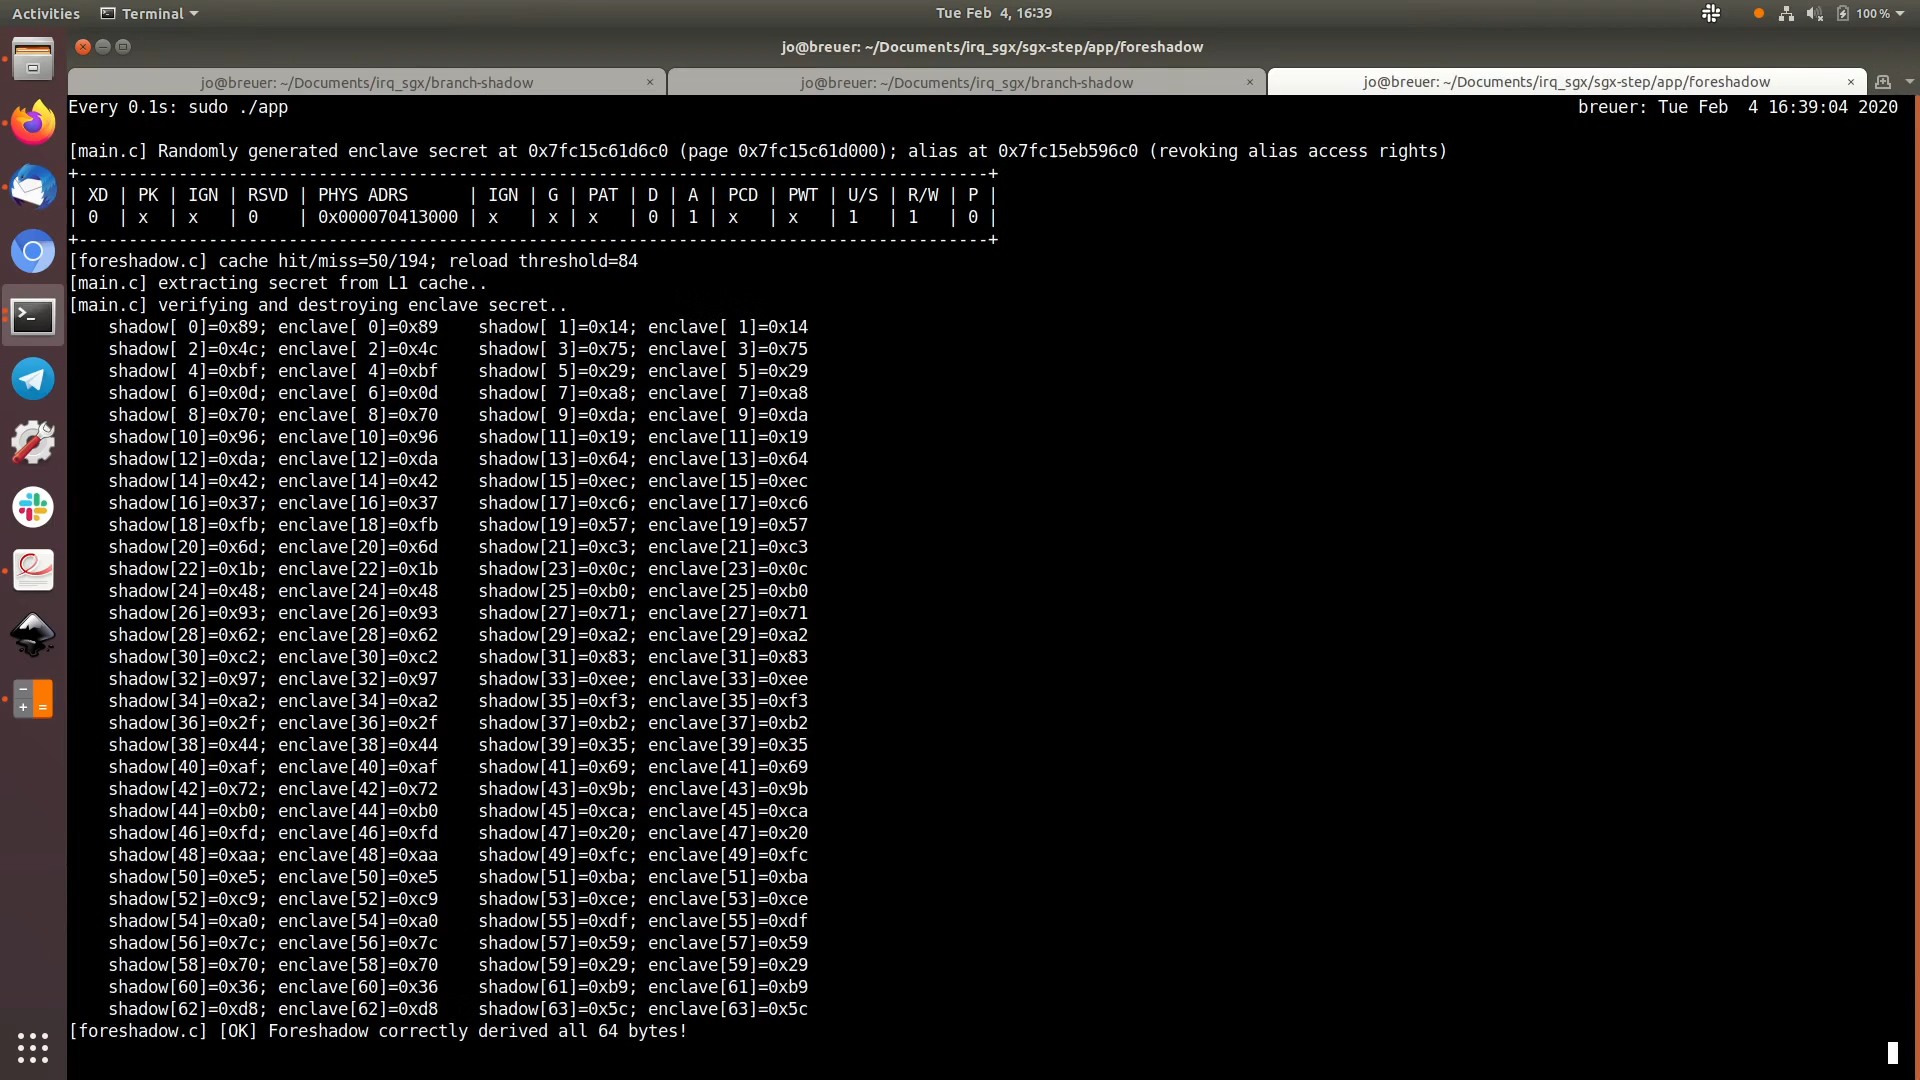 Activities Terminal Tue Feb  4, 16:39 100 %
jo@breuer: ~/Documents/irq_sgx/sgx-step/app/foreshadow
jo@breuer: ~/Documents/irq_sgx/branch-shadow × jo@breuer: ~/Documents/irq_sgx/branch-shadow × jo@breuer: ~/Documents/irq_sgx/sgx-step/app/foreshadow ×
Every 0.1s: sudo ./app breuer: Tue Feb  4 16:39:04 2020
[main.c] Randomly generated enclave secret at 0x7fc15c61d6c0 (page 0x7fc15c61d000); alias at 0x7fc15eb596c0 (revoking alias access rights)
+-------------------------------------------------------------------------------------------+
| XD | PK | IGN | RSVD | PHYS ADRS      | IGN | G | PAT | D | A | PCD | PWT | U/S | R/W | P |
| 0  | x  | x   | 0    | 0x000070413000 | x   | x | x   | 0 | 1 | x   | x   | 1   | 1   | 0 |
+-------------------------------------------------------------------------------------------+
[foreshadow.c] cache hit/miss=50/194; reload threshold=84
[main.c] extracting secret from L1 cache..
[main.c] verifying and destroying enclave secret..
shadow[ 0]=0x89; enclave[ 0]=0x89    shadow[ 1]=0x14; enclave[ 1]=0x14
shadow[ 2]=0x4c; enclave[ 2]=0x4c    shadow[ 3]=0x75; enclave[ 3]=0x75
shadow[ 4]=0xbf; enclave[ 4]=0xbf    shadow[ 5]=0x29; enclave[ 5]=0x29
shadow[ 6]=0x0d; enclave[ 6]=0x0d    shadow[ 7]=0xa8; enclave[ 7]=0xa8
shadow[ 8]=0x70; enclave[ 8]=0x70    shadow[ 9]=0xda; enclave[ 9]=0xda
shadow[10]=0x96; enclave[10]=0x96    shadow[11]=0x19; enclave[11]=0x19
shadow[12]=0xda; enclave[12]=0xda    shadow[13]=0x64; enclave[13]=0x64
shadow[14]=0x42; enclave[14]=0x42    shadow[15]=0xec; enclave[15]=0xec
shadow[16]=0x37; enclave[16]=0x37    shadow[17]=0xc6; enclave[17]=0xc6
shadow[18]=0xfb; enclave[18]=0xfb    shadow[19]=0x57; enclave[19]=0x57
shadow[20]=0x6d; enclave[20]=0x6d    shadow[21]=0xc3; enclave[21]=0xc3
shadow[22]=0x1b; enclave[22]=0x1b    shadow[23]=0x0c; enclave[23]=0x0c
shadow[24]=0x48; enclave[24]=0x48    shadow[25]=0xb0; enclave[25]=0xb0
shadow[26]=0x93; enclave[26]=0x93    shadow[27]=0x71; enclave[27]=0x71
shadow[28]=0x62; enclave[28]=0x62    shadow[29]=0xa2; enclave[29]=0xa2
shadow[30]=0xc2; enclave[30]=0xc2    shadow[31]=0x83; enclave[31]=0x83
shadow[32]=0x97; enclave[32]=0x97    shadow[33]=0xee; enclave[33]=0xee
shadow[34]=0xa2; enclave[34]=0xa2    shadow[35]=0xf3; enclave[35]=0xf3
shadow[36]=0x2f; enclave[36]=0x2f    shadow[37]=0xb2; enclave[37]=0xb2
shadow[38]=0x44; enclave[38]=0x44    shadow[39]=0x35; enclave[39]=0x35
shadow[40]=0xaf; enclave[40]=0xaf    shadow[41]=0x69; enclave[41]=0x69
shadow[42]=0x72; enclave[42]=0x72    shadow[43]=0x9b; enclave[43]=0x9b
shadow[44]=0xb0; enclave[44]=0xb0    shadow[45]=0xca; enclave[45]=0xca
shadow[46]=0xfd; enclave[46]=0xfd    shadow[47]=0x20; enclave[47]=0x20
shadow[48]=0xaa; enclave[48]=0xaa    shadow[49]=0xfc; enclave[49]=0xfc
shadow[50]=0xe5; enclave[50]=0xe5    shadow[51]=0xba; enclave[51]=0xba
shadow[52]=0xc9; enclave[52]=0xc9    shadow[53]=0xce; enclave[53]=0xce
shadow[54]=0xa0; enclave[54]=0xa0    shadow[55]=0xdf; enclave[55]=0xdf
shadow[56]=0x7c; enclave[56]=0x7c    shadow[57]=0x59; enclave[57]=0x59
shadow[58]=0x70; enclave[58]=0x70    shadow[59]=0x29; enclave[59]=0x29
shadow[60]=0x36; enclave[60]=0x36    shadow[61]=0xb9; enclave[61]=0xb9
shadow[62]=0xd8; enclave[62]=0xd8    shadow[63]=0x5c; enclave[63]=0x5c
[foreshadow.c] [OK] Foreshadow correctly derived all 64 bytes!